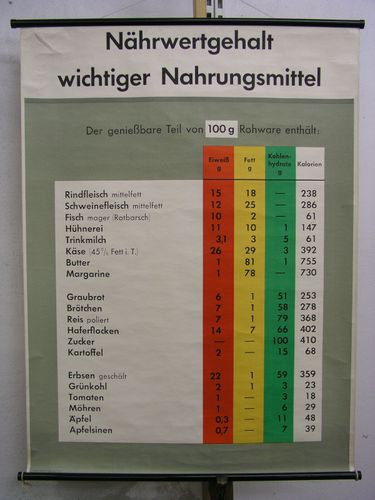 Nährwertgehalt
wichtiger Nahrungsmittel
Der genießbare Teil von 100 g Rohware enthält:
Eiweiß g Fett g Kohlen-hydrate g Kalorien
Rindfleisch mittelfett 15 18 — 238
Schweinefleisch mittelfett 12 25 — 286
Fisch mager (Rotbarsch) 10 2 — 61
Hühnerei 11 10 1 147
Trinkmilch 3,1 3 5 61
Käse (45% Fett i. T.) 26 29 3 392
Butter 1 81 1 755
Margarine 1 78 — 730
Graubrot 6 1 51 253
Brötchen 7 1 58 278
Reis poliert 7 1 79 368
Haferflocken 14 7 66 402
Zucker — — 100 410
Kartoffel 2 — 15 68
Erbsen geschält 22 1 59 359
Grünkohl 2 1 3 23
Tomaten 1 — 3 18
Möhren 1 — 6 29
Äpfel 0,3 — 11 48
Apfelsinen 0,7 — 7 39